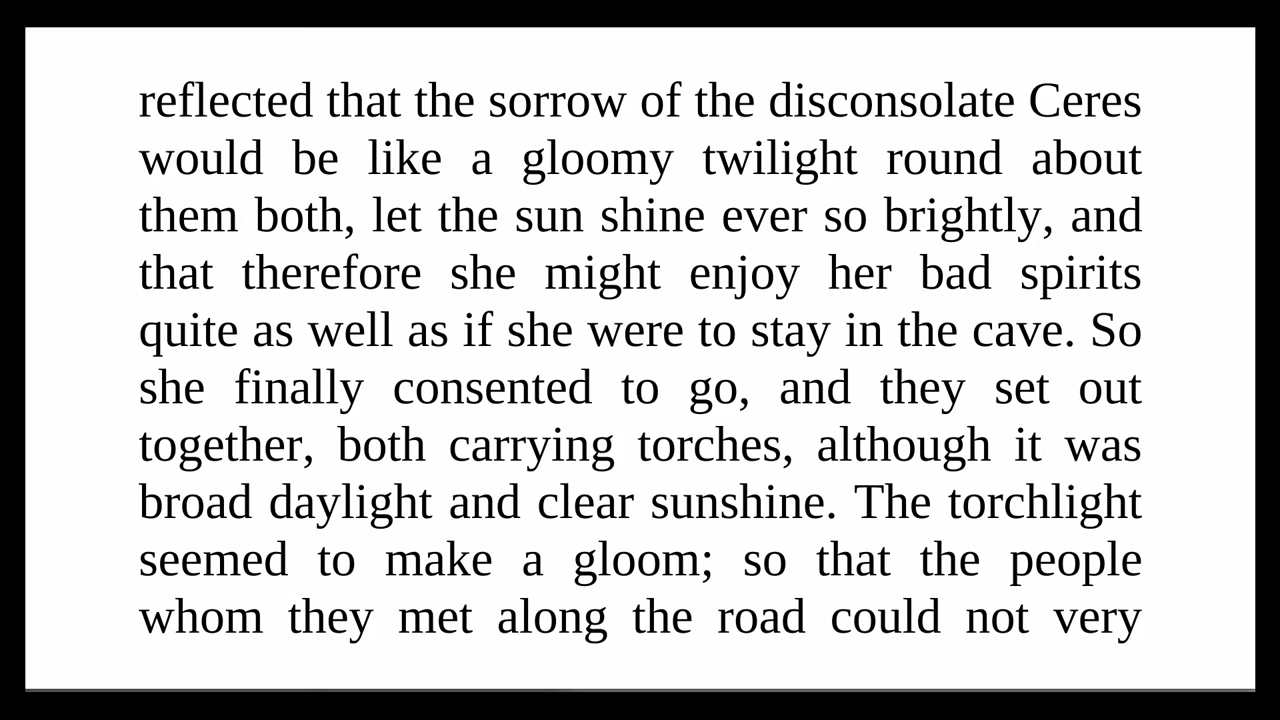 reflected that the sorrow of the disconsolate Ceres
would be like a gloomy twilight round about
them both, let the sun shine ever so brightly, and
that therefore she might enjoy her bad spirits
quite as well as if she were to stay in the cave. So
she finally consented to go, and they set out
together, both carrying torches, although it was
broad daylight and clear sunshine. The torchlight
seemed to make a gloom; so that the people
whom they met along the road could not very